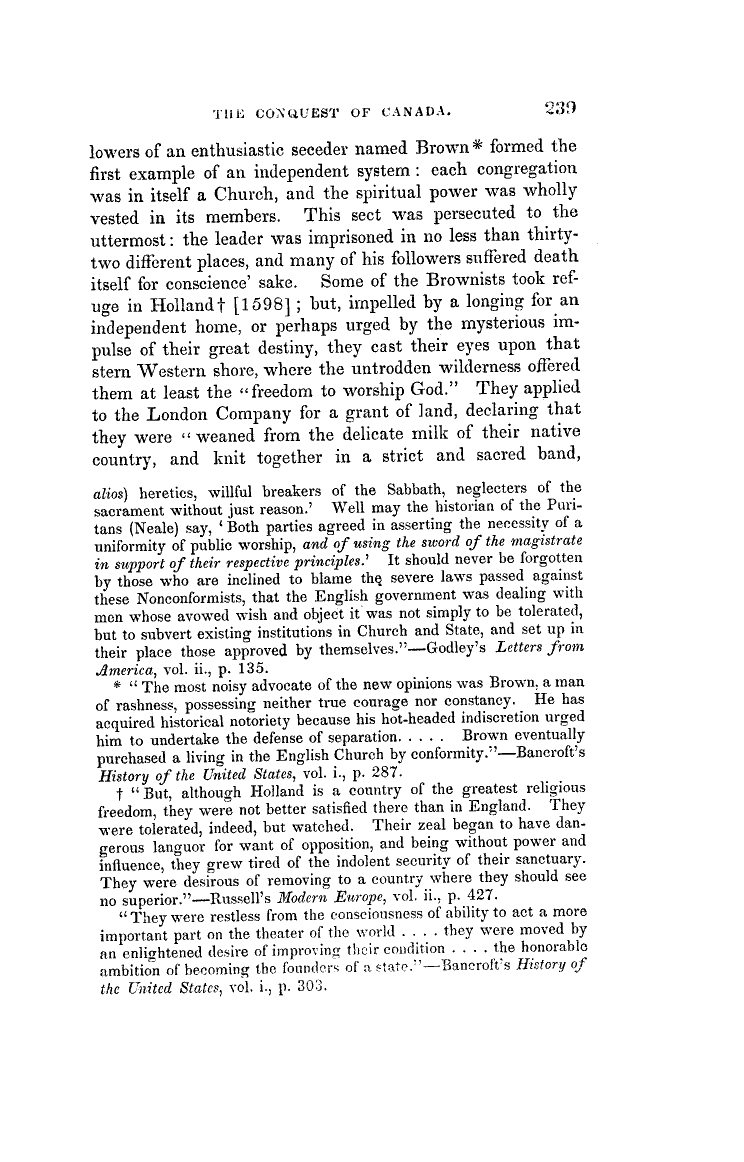 THE CONQUEST OF CANADA. 239
lowers of an enthusiastic seceder named Brown* formed the
first example of an independent system: each congregation
was in itself a Church, and the spiritual power was wholly
vested in its members. This sect was persecuted to the
uttermost: the leader was imprisoned in no less than thirty-
two different places, and many of his followers suffered death
itself for conscience' sake. Some of the Brownists took ref-
uge in Holland† [1598]; but, impelled by a longing for an
independent home, or perhaps urged by the mysterious im-
pulse of their great destiny, they cast their eyes upon that
stern Western shore, where the untrodden wilderness offered
them at least the "freedom to worship God." They applied
to the London Company for a grant of land, declaring that
they were "weaned from the delicate milk of their native
country, and knit together in a strict and sacred band,
alios) heretics, willful breakers of the Sabbath, neglecters of the
sacrament without just reason.' Well may the historian of the Puri-
tans (Neale) say, 'Both parties agreed in asserting the necessity of a
uniformity of public worship, and of using the sword of the magistrate
in support of their respective principles.' It should never be forgotten
by those who are inclined to blame the severe laws passed against
these Nonconformists, that the English government was dealing with
men whose avowed wish and object it was not simply to be tolerated,
but to subvert existing institutions in Church and State, and set up in
their place those approved by themselves."—Godley's Letters from
America, vol. ii., p. 135.
* "The most noisy advocate of the new opinions was Brown, a man
of rashness, possessing neither true courage nor constancy. He has
acquired historical notoriety because his hot-headed indiscretion urged
him to undertake the defense of separation. . . . . Brown eventually
purchased a living in the English Church by conformity."—Bancroft's
History of the United States, vol. i., p. 287.
† "But, although Holland is a country of the greatest religious
freedom, they were not better satisfied there than in England. They
were tolerated, indeed, but watched. Their zeal began to have dan-
gerous languor for want of opposition, and being without power and
influence, they grew tired of the indolent security of their sanctuary.
They were desirous of removing to a country where they should see
no superior."—Russell's Modern Europe, vol. ii., p. 427.
"They were restless from the consciousness of ability to act a more
important part on the theater of the world . . . . they were moved by
an enlightened desire of improving their condition . . . . the honorable
ambition of becoming the founders of a state."—Bancroft's History of
the United States, vol. i., p. 303.